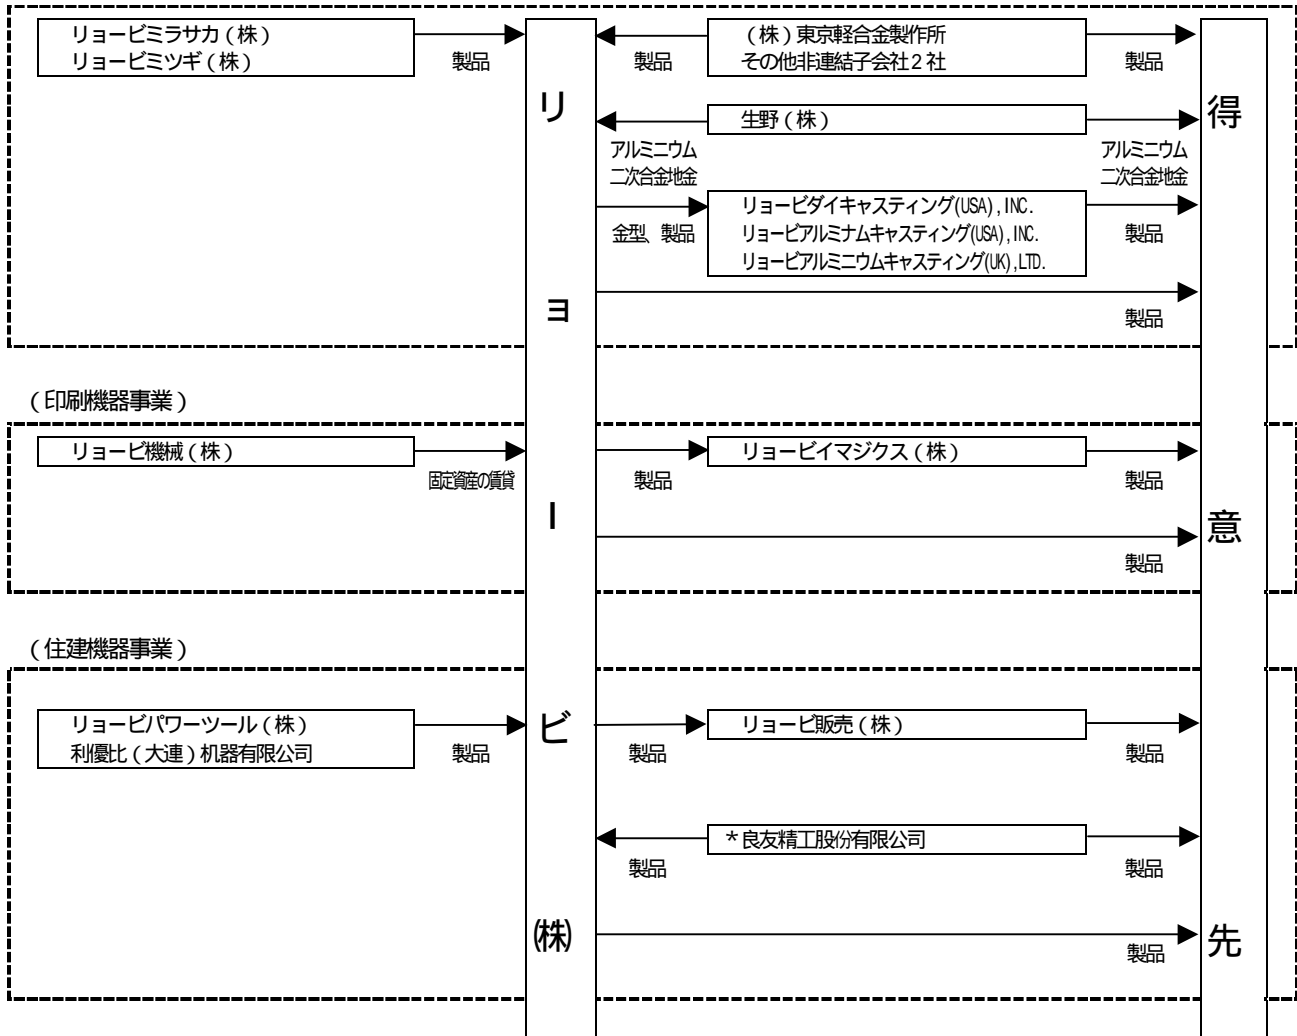 リョービミラサカ(株)
リョービミツギ(株)
製品
製品
(株)東京軽合金製作所
その他非連結子会社2社
製品
生野(株)
アルミニウム
二次合金地金
アルミニウム
二次合金地金
金型、製品
リョービダイキャスティング(USA),INC.
リョービアルミナムキャスティング(USA),INC.
リョービアルミニウムキャスティング(UK),LTD.
製品
製品
(印刷機器事業)
リョービ機械(株)
固定資産の賃貸
製品
リョービイマジクス(株)
製品
製品
(住建機器事業)
リョービパワーツール(株)
利優比(大連)机器有限公司
製品
製品
リョービ販売(株)
製品
製品
*良友精工股份有限公司
製品
製品
リョービ㈱
得意先